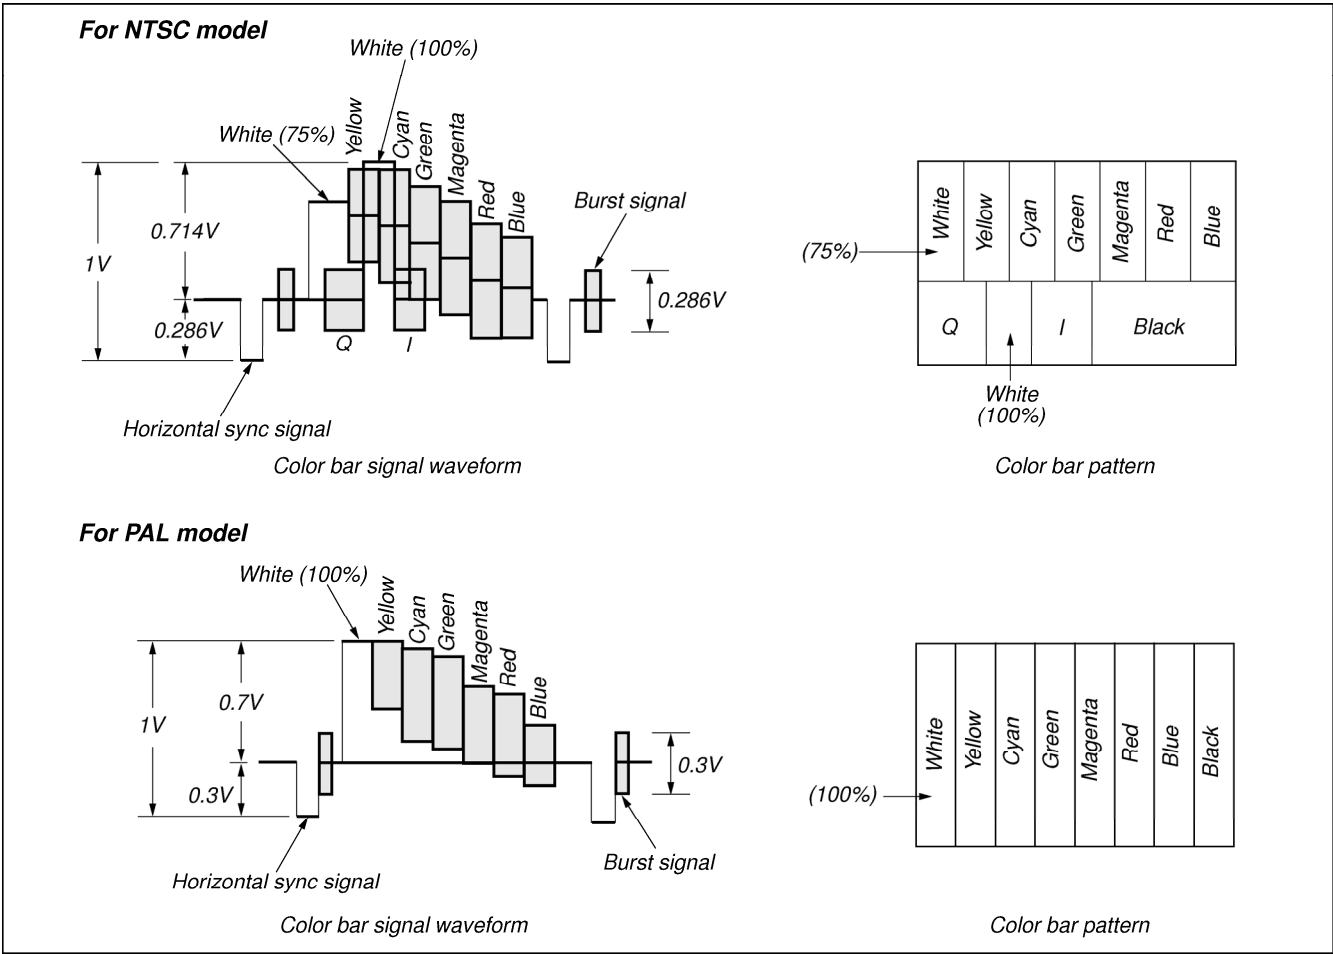 For NTSC model
White (100%)
White (75%)
Yellow
Cyan
Green
Magenta
Red
Blue
Burst signal
0.714V
1V
0.286V
0.286V
Q
I
Horizontal sync signal
Color bar signal waveform
White
Yellow
Cyan
Green
Magenta
Red
Blue
(75%)
Q
I
Black
White
(100%)
Color bar pattern
For PAL model
White (100%)
Yellow
Cyan
Green
Magenta
Red
Blue
0.7V
1V
0.3V
0.3V
Burst signal
Horizontal sync signal
Color bar signal waveform
White
Yellow
Cyan
Green
Magenta
Red
Blue
Black
(100%)
Color bar pattern